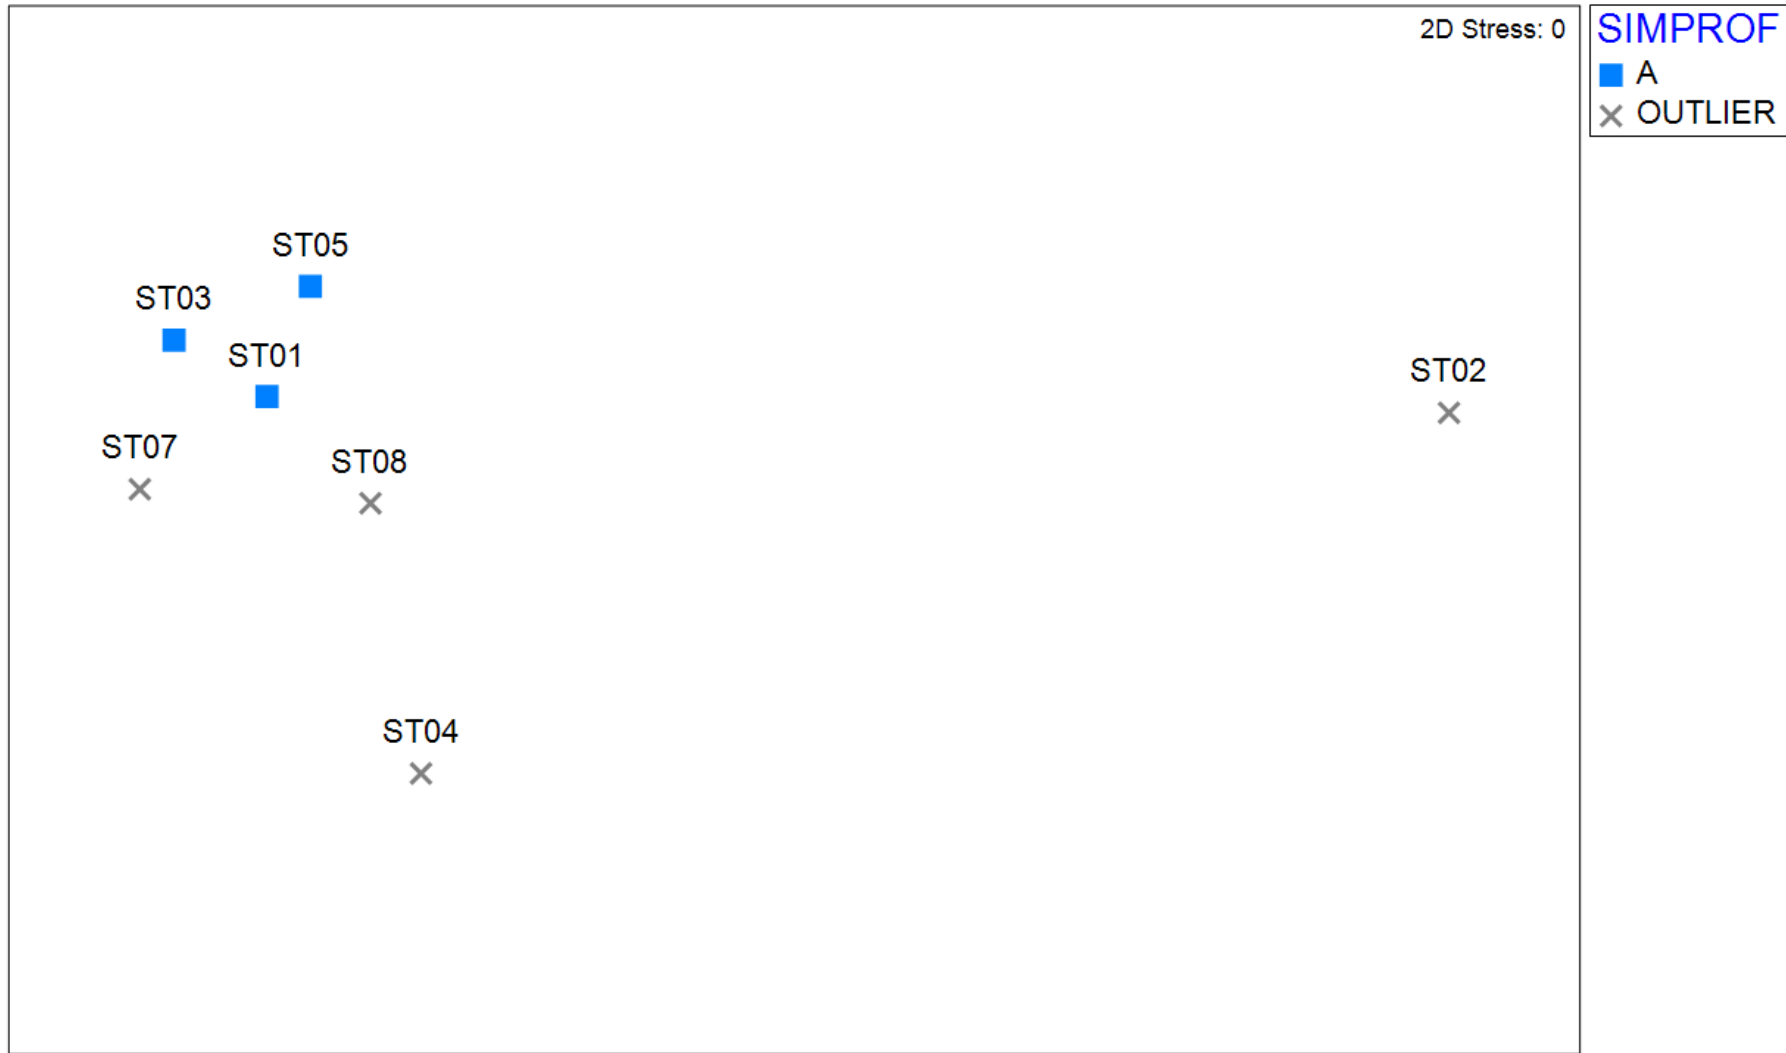 2D Stress: 0
SIMPROF
A
OUTLIER
ST05
ST03
ST01
ST02
ST07
ST08
ST04